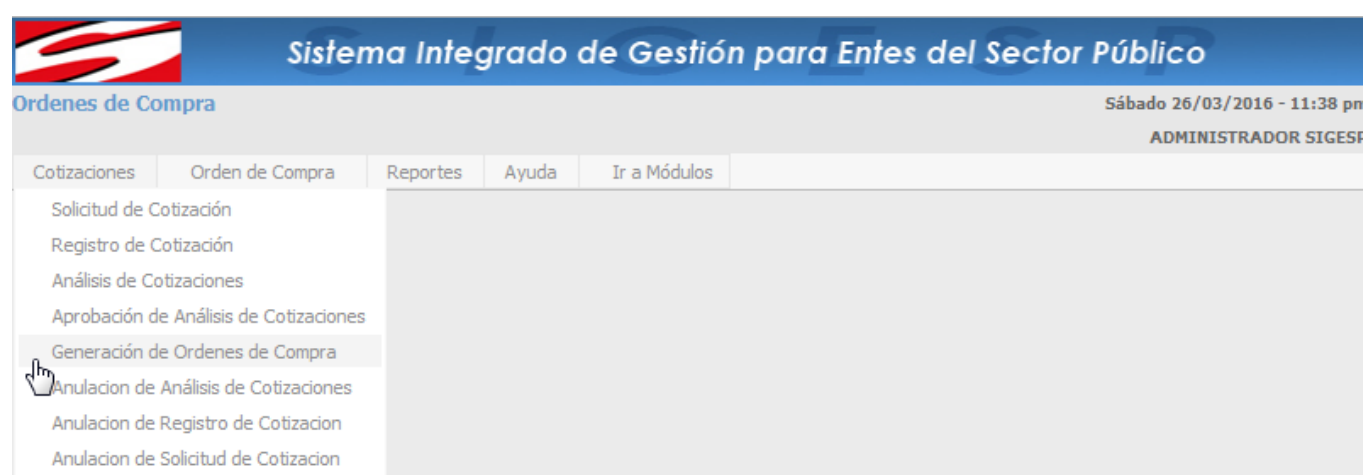 Sistema Integrado de Gestión para Entes del Sector Público
Ordenes de Compra
Sábado 26/03/2016 - 11:38 pm
ADMINISTRADOR SIGESP
Cotizaciones Orden de Compra Reportes Ayuda Ir a Módulos
Solicitud de Cotización
Registro de Cotización
Análisis de Cotizaciones
Aprobación de Análisis de Cotizaciones
Generación de Ordenes de Compra
Anulacion de Análisis de Cotizaciones
Anulacion de Registro de Cotizacion
Anulacion de Solicitud de Cotizacion